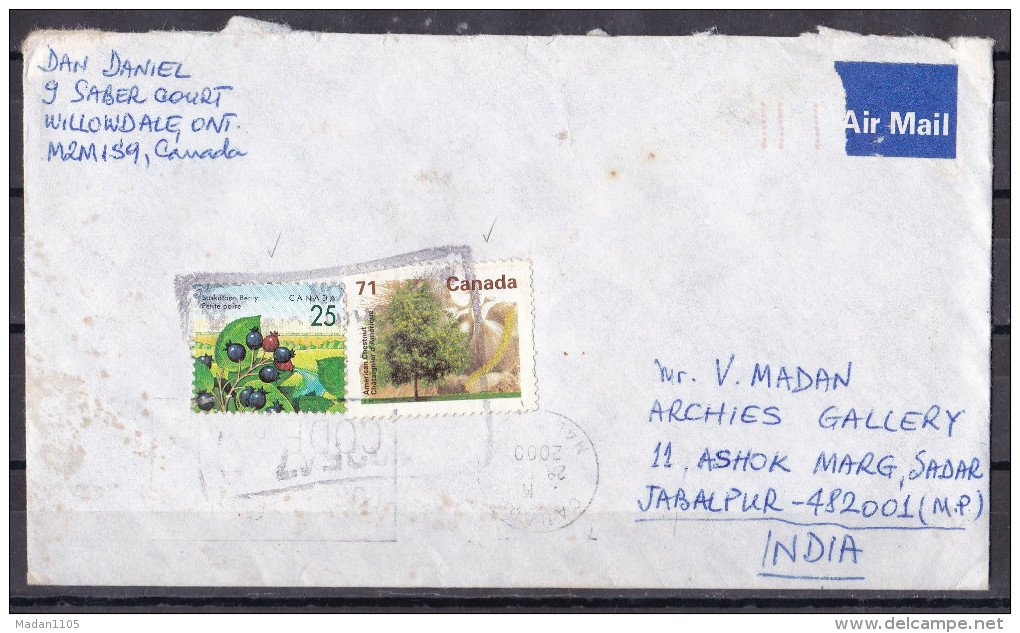 DAN DANIEL
9 SABER COURT
WILLOWDALE, ONT.
M2M1S9, Canada
Air Mail
Saskatoon Berry
Petite poire
CANADA
25
71
Canada
American Chestnut
Châtaignier d'Amérique
CODE
2000
Mr. V. MADAN
ARCHIES GALLERY
11, ASHOK MARG, SADAR
JABALPUR - 482001 (M.P.)
INDIA
Madan1105
www.delcampe.net